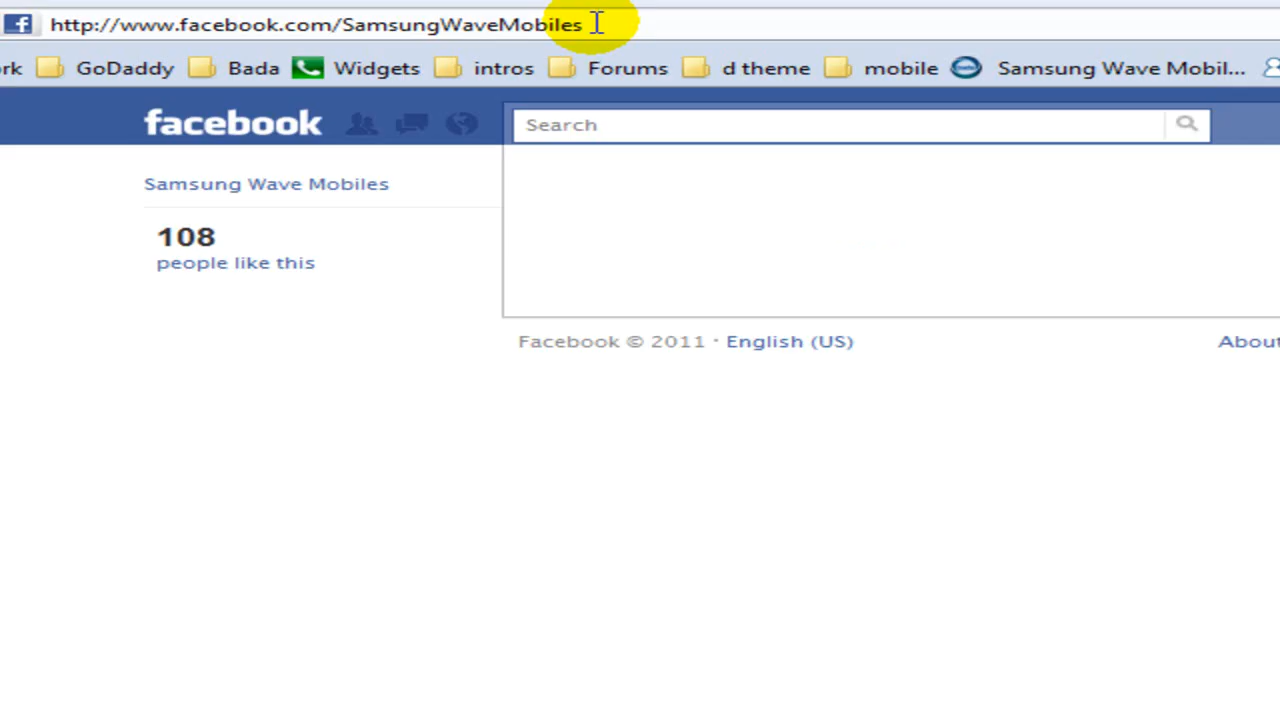 http://www.facebook.com/SamsungWaveMobiles
rk GoDaddy Bada Widgets intros Forums d theme mobile Samsung Wave Mobil...
facebook Search
Samsung Wave Mobiles
108
people like this
Facebook © 2011 · English (US) About